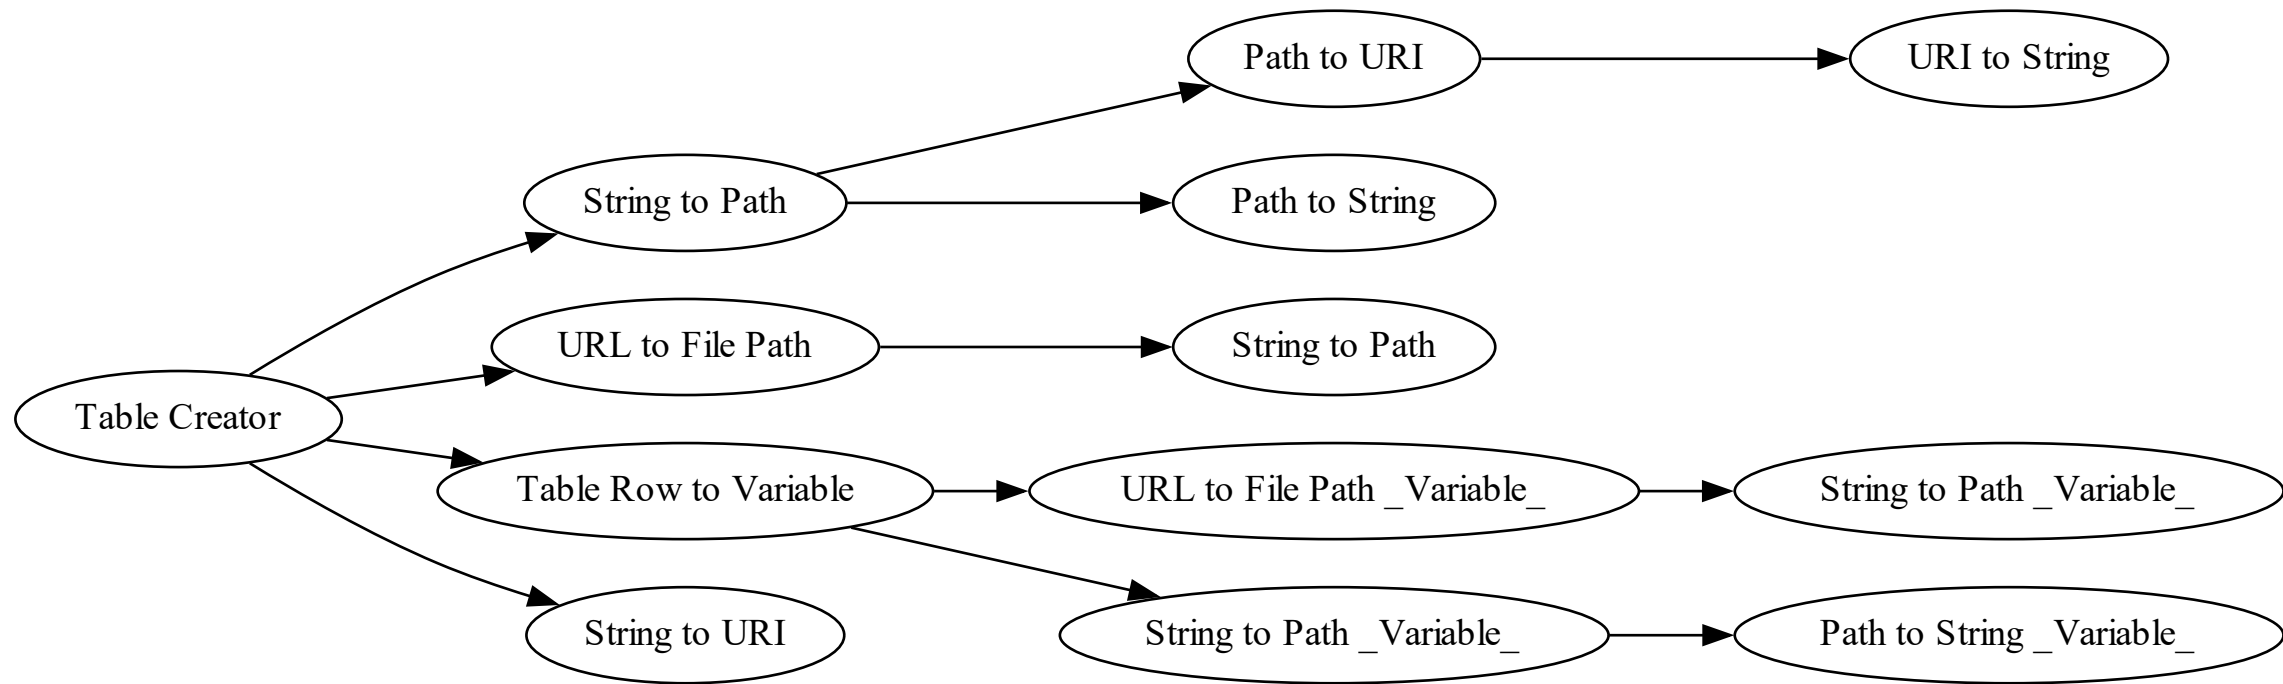 Path to URI
URI to String
String to Path
Path to String
URL to File Path
String to Path
Table Creator
Table Row to Variable
URL to File Path _Variable_
String to Path _Variable_
String to URI
String to Path _Variable_
Path to String _Variable_